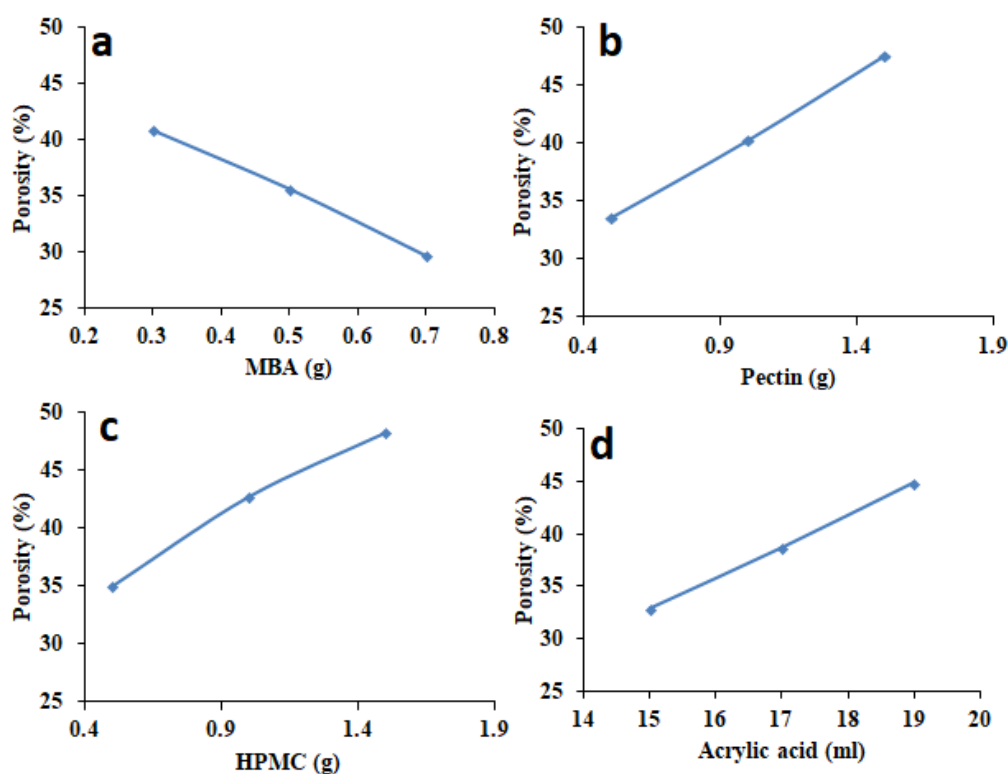 a
Porosity (%)
50
45
40
35
30
25
0.2 0.3 0.4 0.5 0.6 0.7 0.8
MBA (g)
b
Porosity (%)
50
45
40
35
30
25
0.4 0.9 1.4 1.9
Pectin (g)
c
Porosity (%)
50
45
40
35
30
25
0.4 0.9 1.4 1.9
HPMC (g)
d
Porosity (%)
50
45
40
35
30
25
14 15 16 17 18 19 20
Acrylic acid (ml)